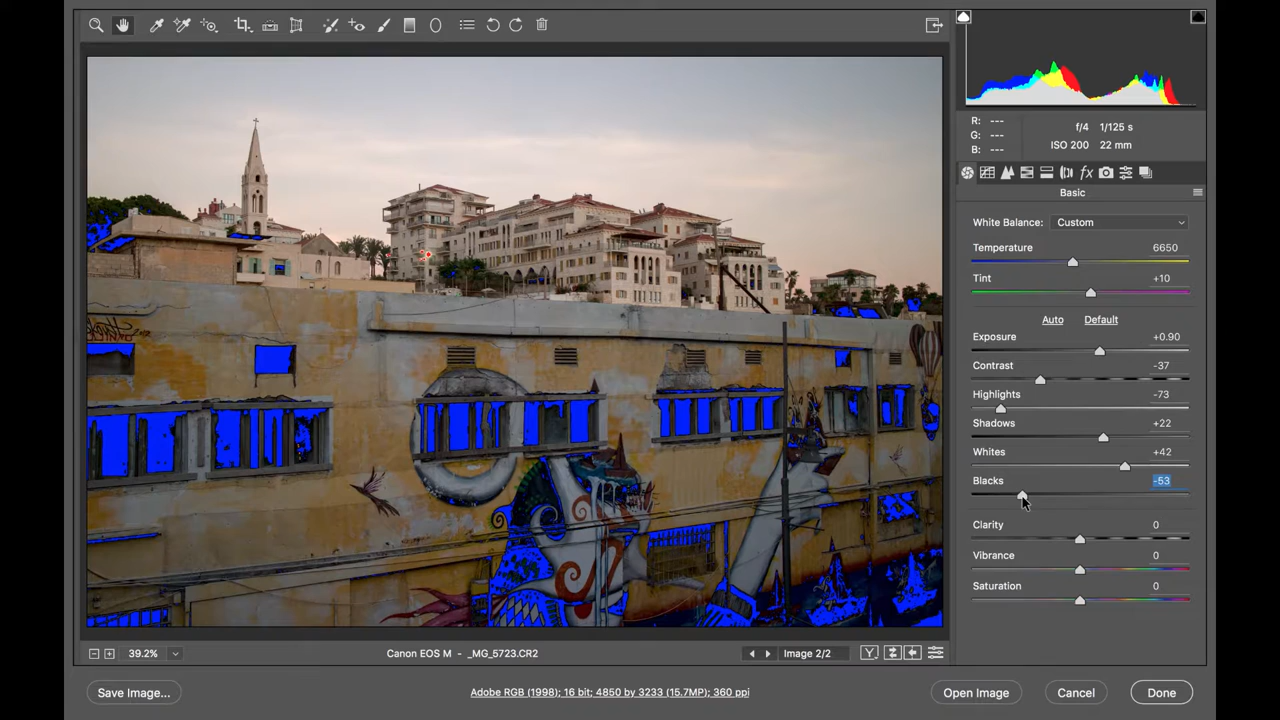 R: ---
G: ---
B: ---
f/4 1/125 s
ISO 200 22 mm
fx
Basic
White Balance: Custom
Temperature 6650
Tint +10
Auto Default
Exposure +0.90
Contrast -37
Highlights -73
Shadows +22
Whites +42
Blacks -53
Clarity 0
Vibrance 0
Saturation 0
39.2%
Canon EOS M - _MG_5723.CR2
Image 2/2
Y
Save Image...
Adobe RGB (1998); 16 bit; 4850 by 3233 (15.7MP); 360 ppi
Open Image
Cancel
Done